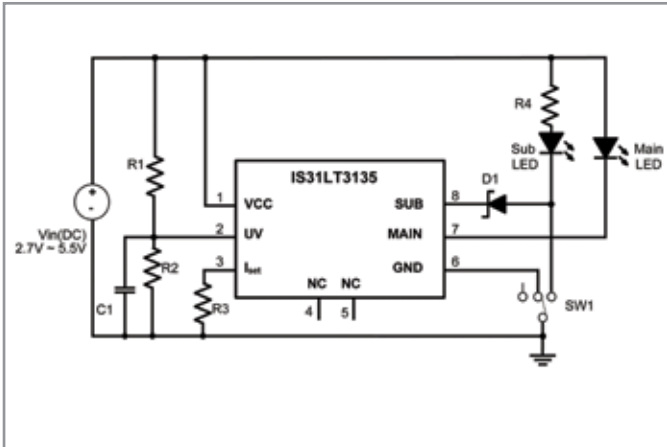 R4
Sub
LED
Main
LED
R1
IS31LT3135
D1
1 VCC SUB 8
Vin(DC)
2.7V ~ 5.5V
2 UV MAIN 7
R2
3 Iset GND 6
C1
R3
NC NC
4 5
SW1
+
-